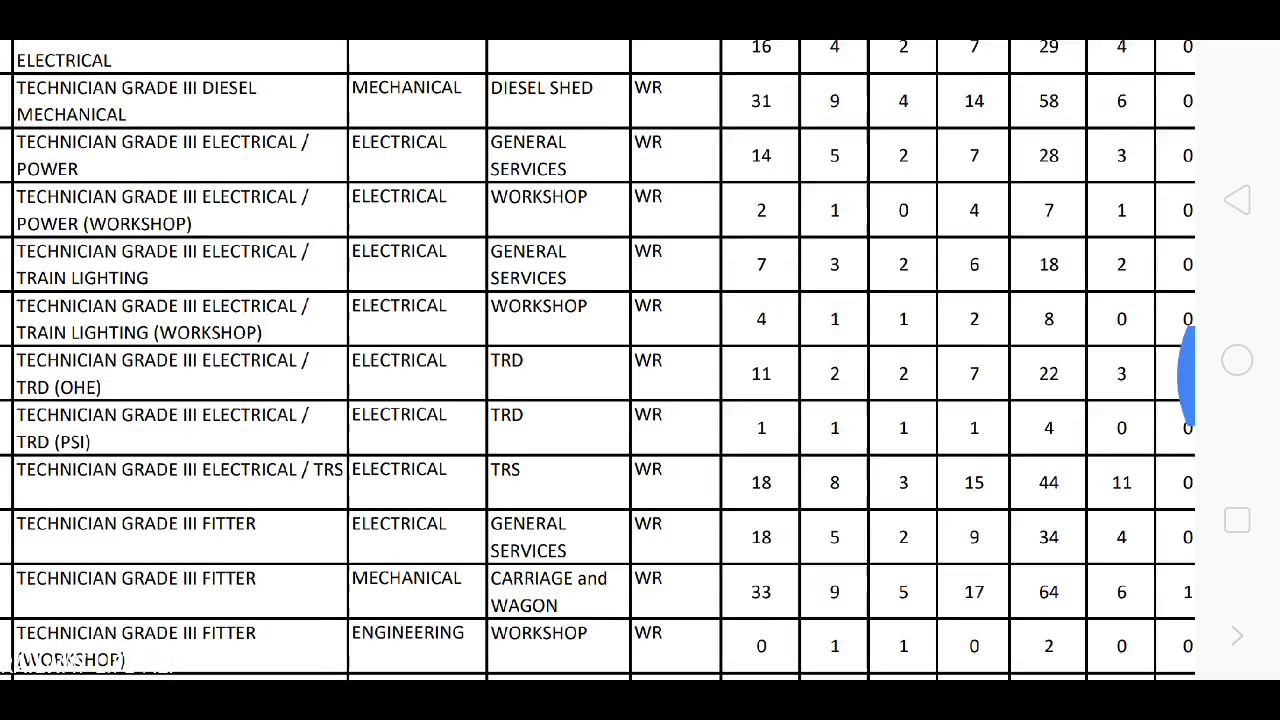 16 4 2 7 29 4 0
ELECTRICAL
TECHNICIAN GRADE III DIESEL MECHANICAL DIESEL SHED WR
MECHANICAL
31 9 4 14 58 6 0
TECHNICIAN GRADE III ELECTRICAL / ELECTRICAL GENERAL WR
POWER SERVICES
14 5 2 7 28 3 0
TECHNICIAN GRADE III ELECTRICAL / ELECTRICAL WORKSHOP WR
POWER (WORKSHOP)
2 1 0 4 7 1 0
TECHNICIAN GRADE III ELECTRICAL / ELECTRICAL GENERAL WR
TRAIN LIGHTING SERVICES
7 3 2 6 18 2 0
TECHNICIAN GRADE III ELECTRICAL / ELECTRICAL WORKSHOP WR
TRAIN LIGHTING (WORKSHOP)
4 1 1 2 8 0 0
TECHNICIAN GRADE III ELECTRICAL / ELECTRICAL TRD WR
TRD (OHE)
11 2 2 7 22 3
TECHNICIAN GRADE III ELECTRICAL / ELECTRICAL TRD WR
TRD (PSI)
1 1 1 1 4 0 0
TECHNICIAN GRADE III ELECTRICAL / TRS ELECTRICAL TRS WR
18 8 3 15 44 11 0
TECHNICIAN GRADE III FITTER ELECTRICAL GENERAL WR
SERVICES
18 5 2 9 34 4 0
TECHNICIAN GRADE III FITTER MECHANICAL CARRIAGE and WR
WAGON
33 9 5 17 64 6 1
TECHNICIAN GRADE III FITTER ENGINEERING WORKSHOP WR
(WORKSHOP)
0 1 1 0 2 0 0